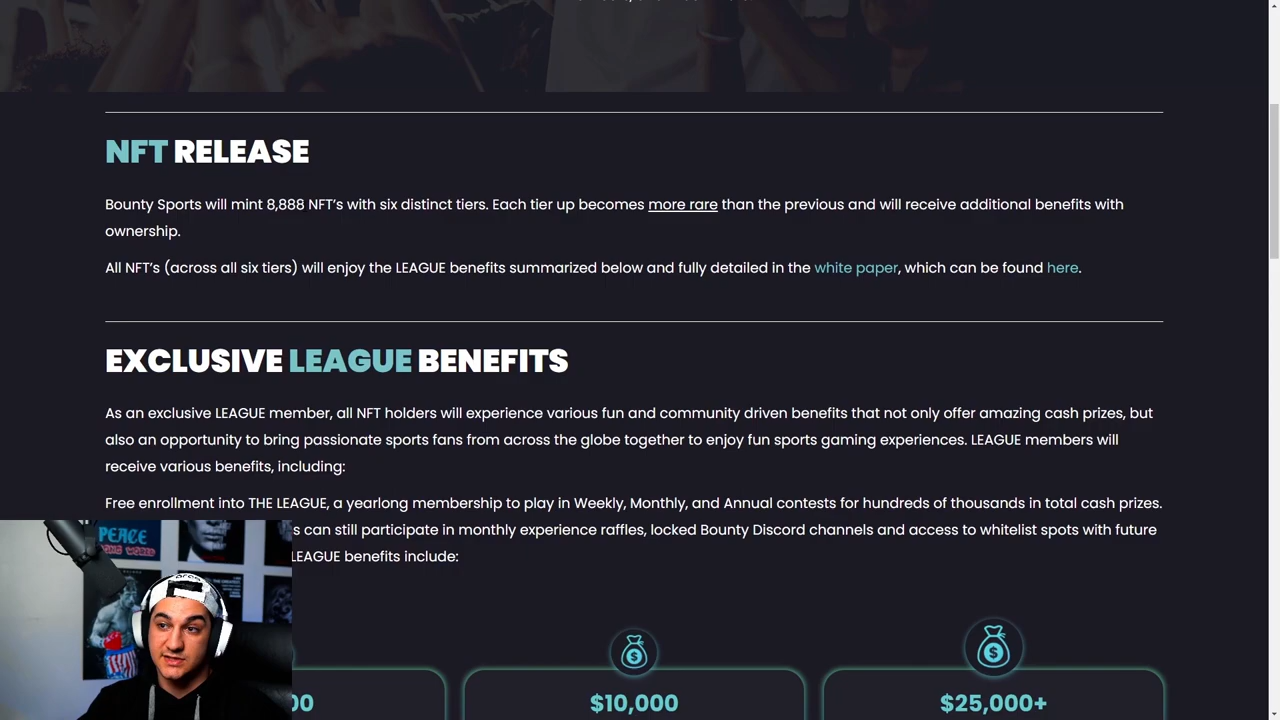 NFT RELEASE
Bounty Sports will mint 8,888 NFT's with six distinct tiers. Each tier up becomes more rare than the previous and will receive additional benefits with
ownership.
All NFT's (across all six tiers) will enjoy the LEAGUE benefits summarized below and fully detailed in the white paper, which can be found here.
EXCLUSIVE LEAGUE BENEFITS
As an exclusive LEAGUE member, all NFT holders will experience various fun and community driven benefits that not only offer amazing cash prizes, but
also an opportunity to bring passionate sports fans from across the globe together to enjoy fun sports gaming experiences. LEAGUE members will
receive various benefits, including:
Free enrollment into THE LEAGUE, a yearlong membership to play in Weekly, Monthly, and Annual contests for hundreds of thousands in total cash prizes.
can still participate in monthly experience raffles, locked Bounty Discord channels and access to whitelist spots with future
LEAGUE benefits include:
PEACE
$10,000
$25,000+